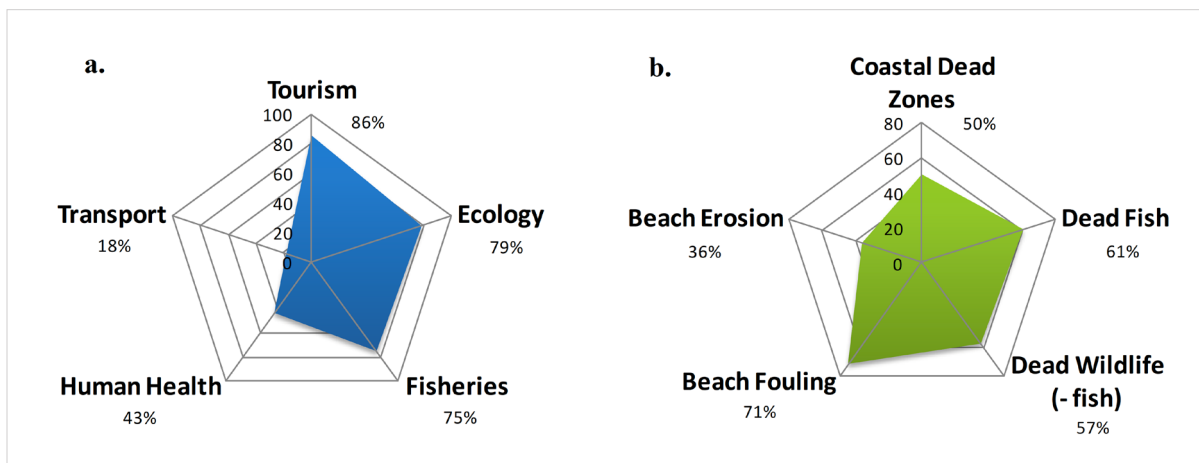 a.
Tourism
86%
100
80
60
40
20
0
Ecology
79%
Fisheries
75%
Human Health
43%
Transport
18%
b.
Coastal Dead
Zones
50%
80
60
40
20
0
Dead Fish
61%
Dead Wildlife
(- fish)
57%
Beach Fouling
71%
Beach Erosion
36%